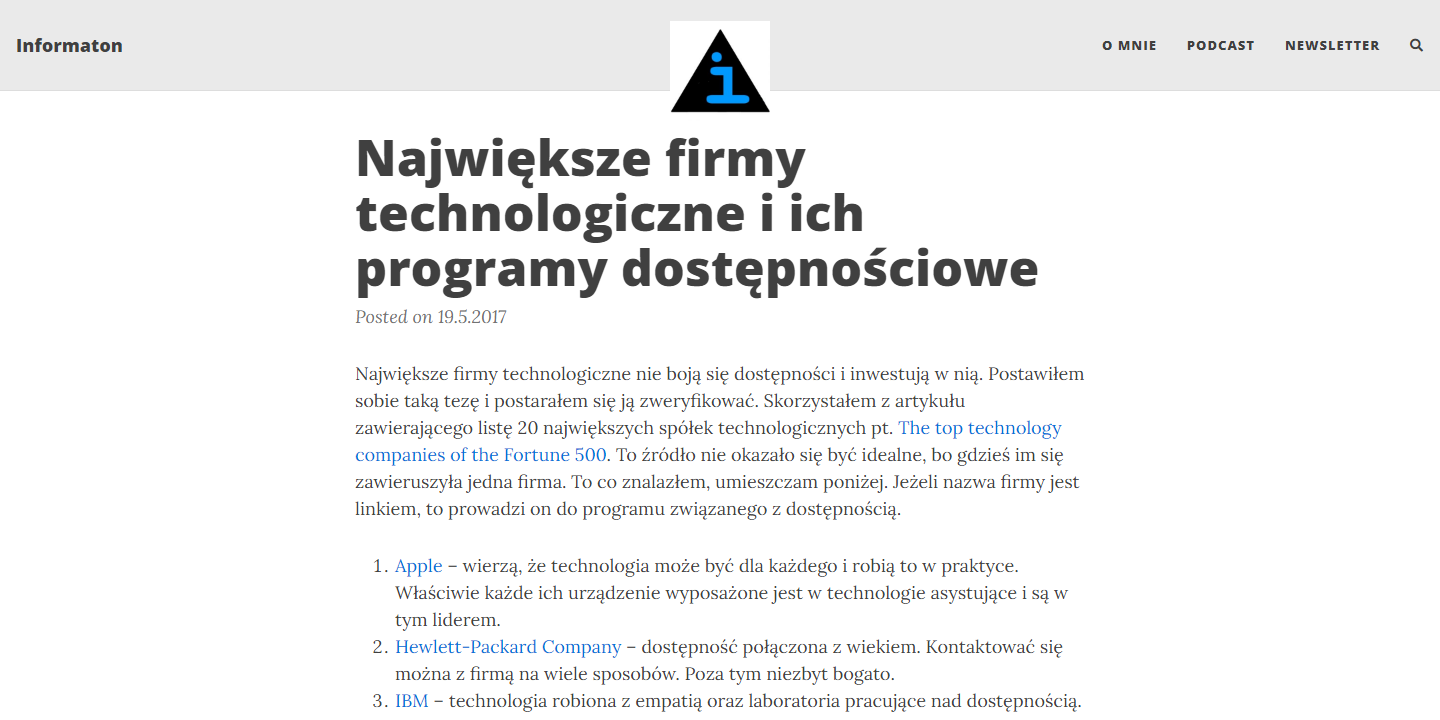 Informaton
i
O MNIE
PODCAST
NEWSLETTER
Największe firmy
technologiczne i ich
programy dostępnościowe
Posted on 19.5.2017
Największe firmy technologiczne nie boją się dostępności i inwestują w nią. Postawiłem
sobie taką tezę i postarałem się ją zweryfikować. Skorzystałem z artykułu
zawierającego listę 20 największych spółek technologicznych pt. The top technology
companies of the Fortune 500. To źródło nie okazało się być idealne, bo gdzieś im się
zawieruszyła jedna firma. To co znalazłem, umieszczam poniżej. Jeżeli nazwa firmy jest
linkiem, to prowadzi on do programu związanego z dostępnością.
1. Apple – wierzą, że technologia może być dla każdego i robią to w praktyce.
Właściwie każde ich urządzenie wyposażone jest w technologie asystujące i są w
tym liderem.
2. Hewlett-Packard Company – dostępność połączona z wiekiem. Kontaktować się
można z firmą na wiele sposobów. Poza tym niezbyt bogato.
3. IBM – technologia robiona z empatią oraz laboratoria pracujące nad dostępnością.